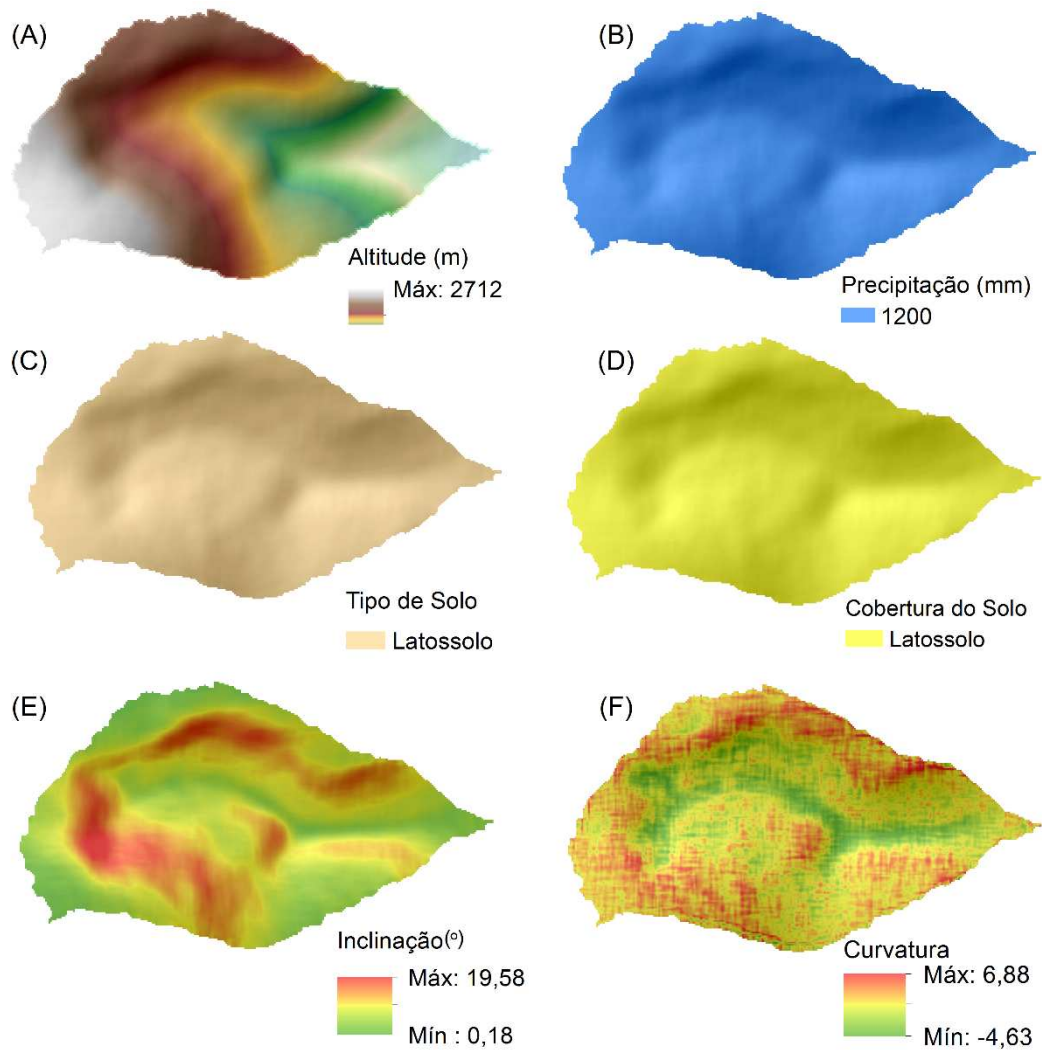 (A)
Altitude (m)
Máx: 2712
(B)
Precipitação (mm)
1200
(C)
Tipo de Solo
Latossolo
(D)
Cobertura do Solo
Latossolo
(E)
Inclinação(º)
Máx: 19,58
Mín : 0,18
(F)
Curvatura
Máx: 6,88
Mín: -4,63